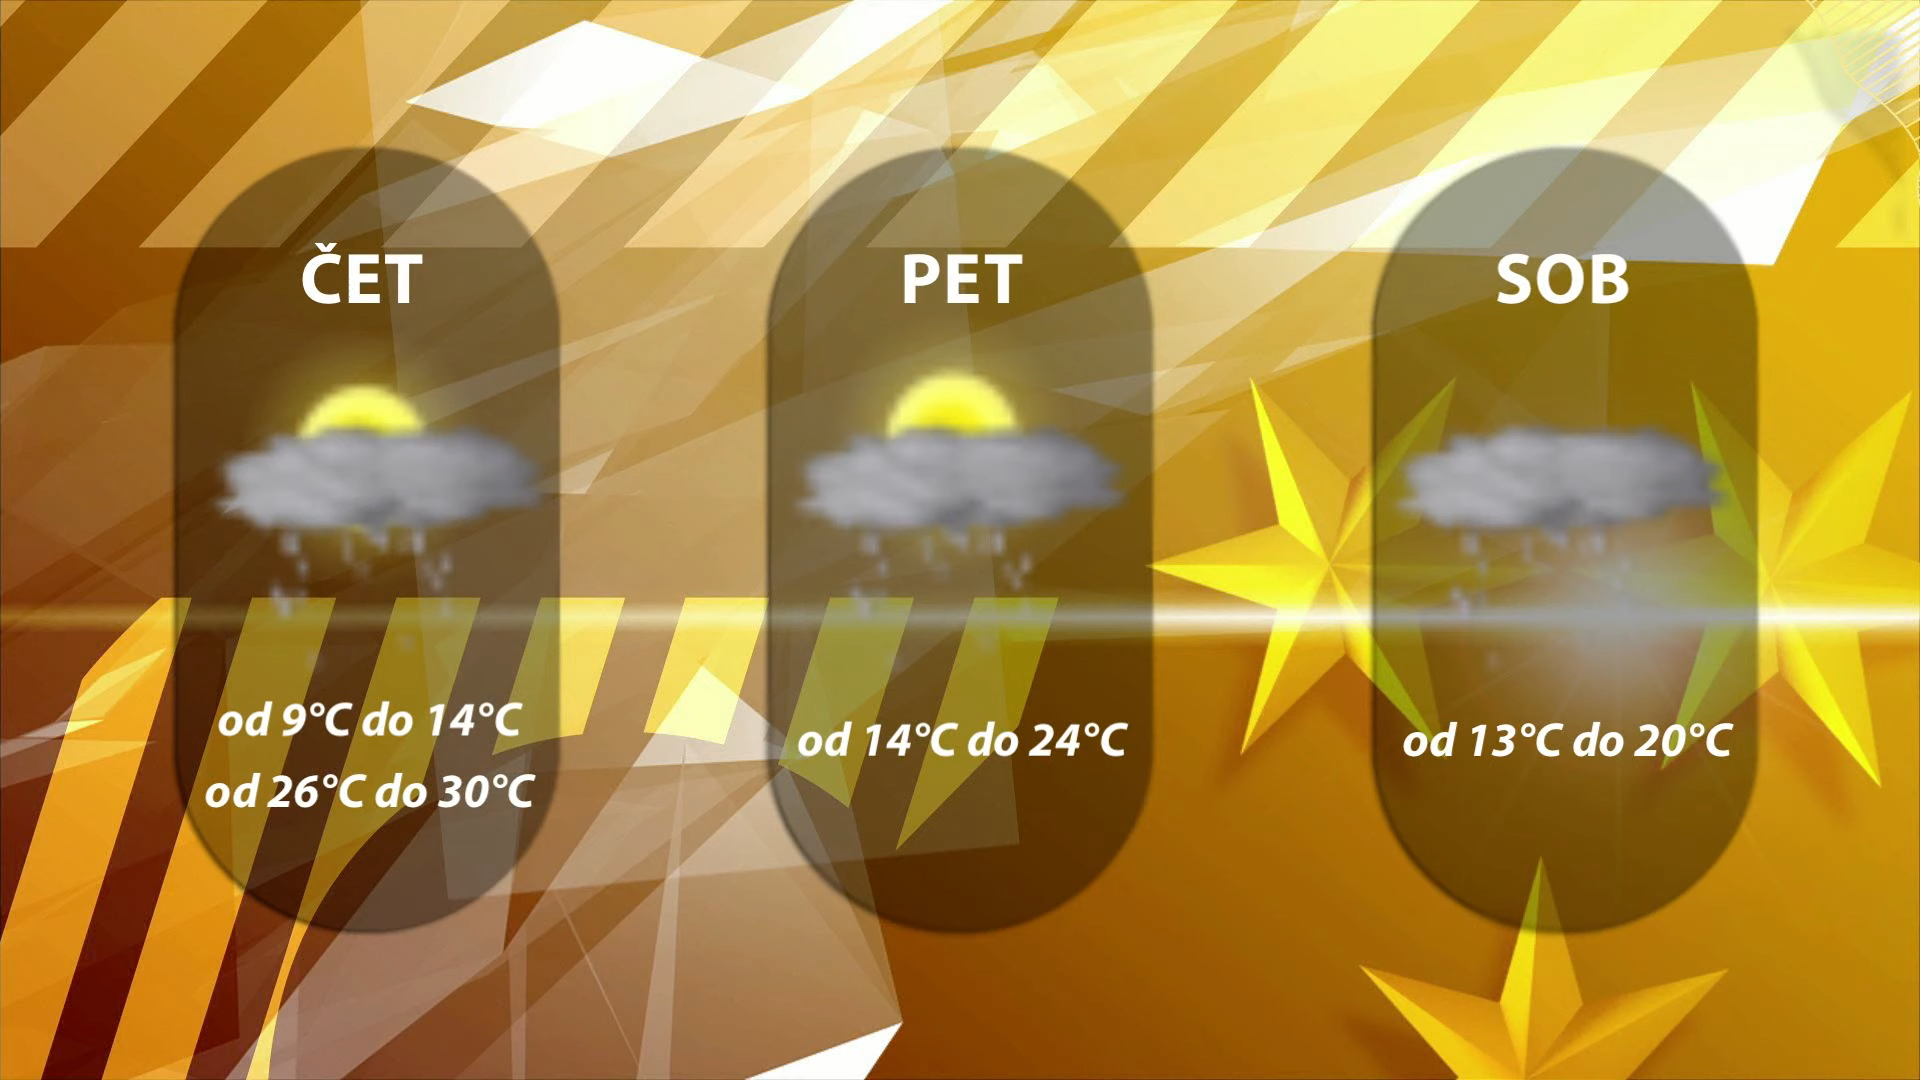 ČET
od 9°C do 14°C
od 26°C do 30°C
PET
od 14°C do 24°C
SOB
od 13°C do 20°C